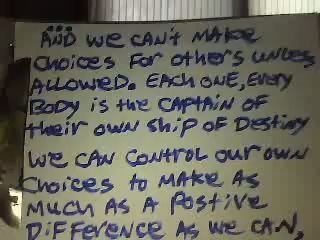 AND WE CAN'T MAKE
CHOICES FOR OTHERS UNLESS
ALLOWED. EACH ONE, EVERY
BODY IS THE CAPTAIN OF
THEIR OWN SHIP OF DESTINY
WE CAN CONTROL OUR OWN
CHOICES TO MAKE AS
MUCH AS A POSTIVE
DIFFERENCE AS WE CAN,